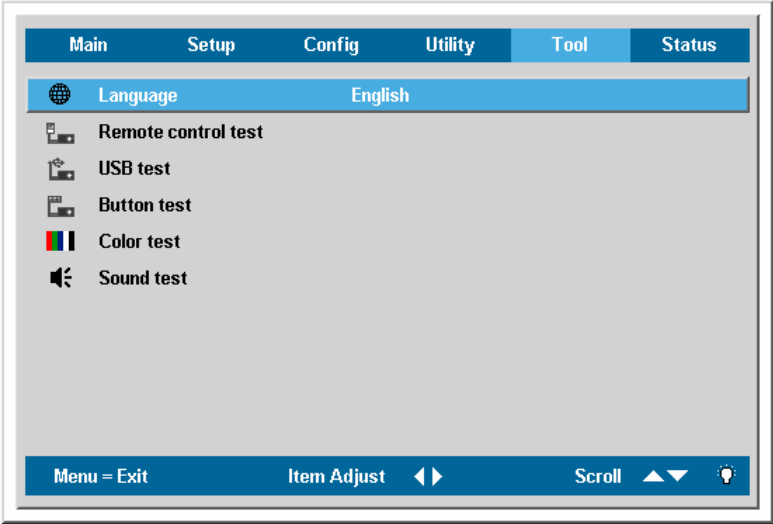 Main Setup Config Utility Tool Status
Language English
Remote control test
USB test
Button test
Color test
Sound test
Menu = Exit Item Adjust Scroll